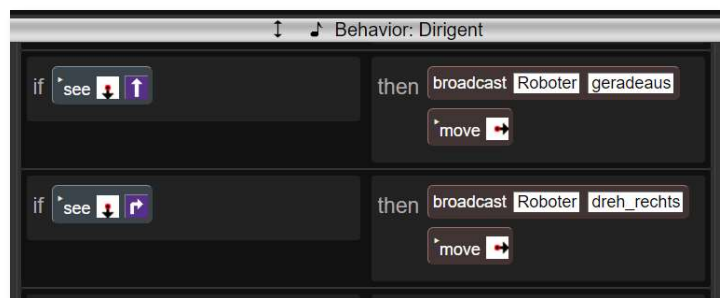 Behavior: Dirigent
if see then broadcast Roboter geradeaus
move
if see then broadcast Roboter dreh_rechts
move